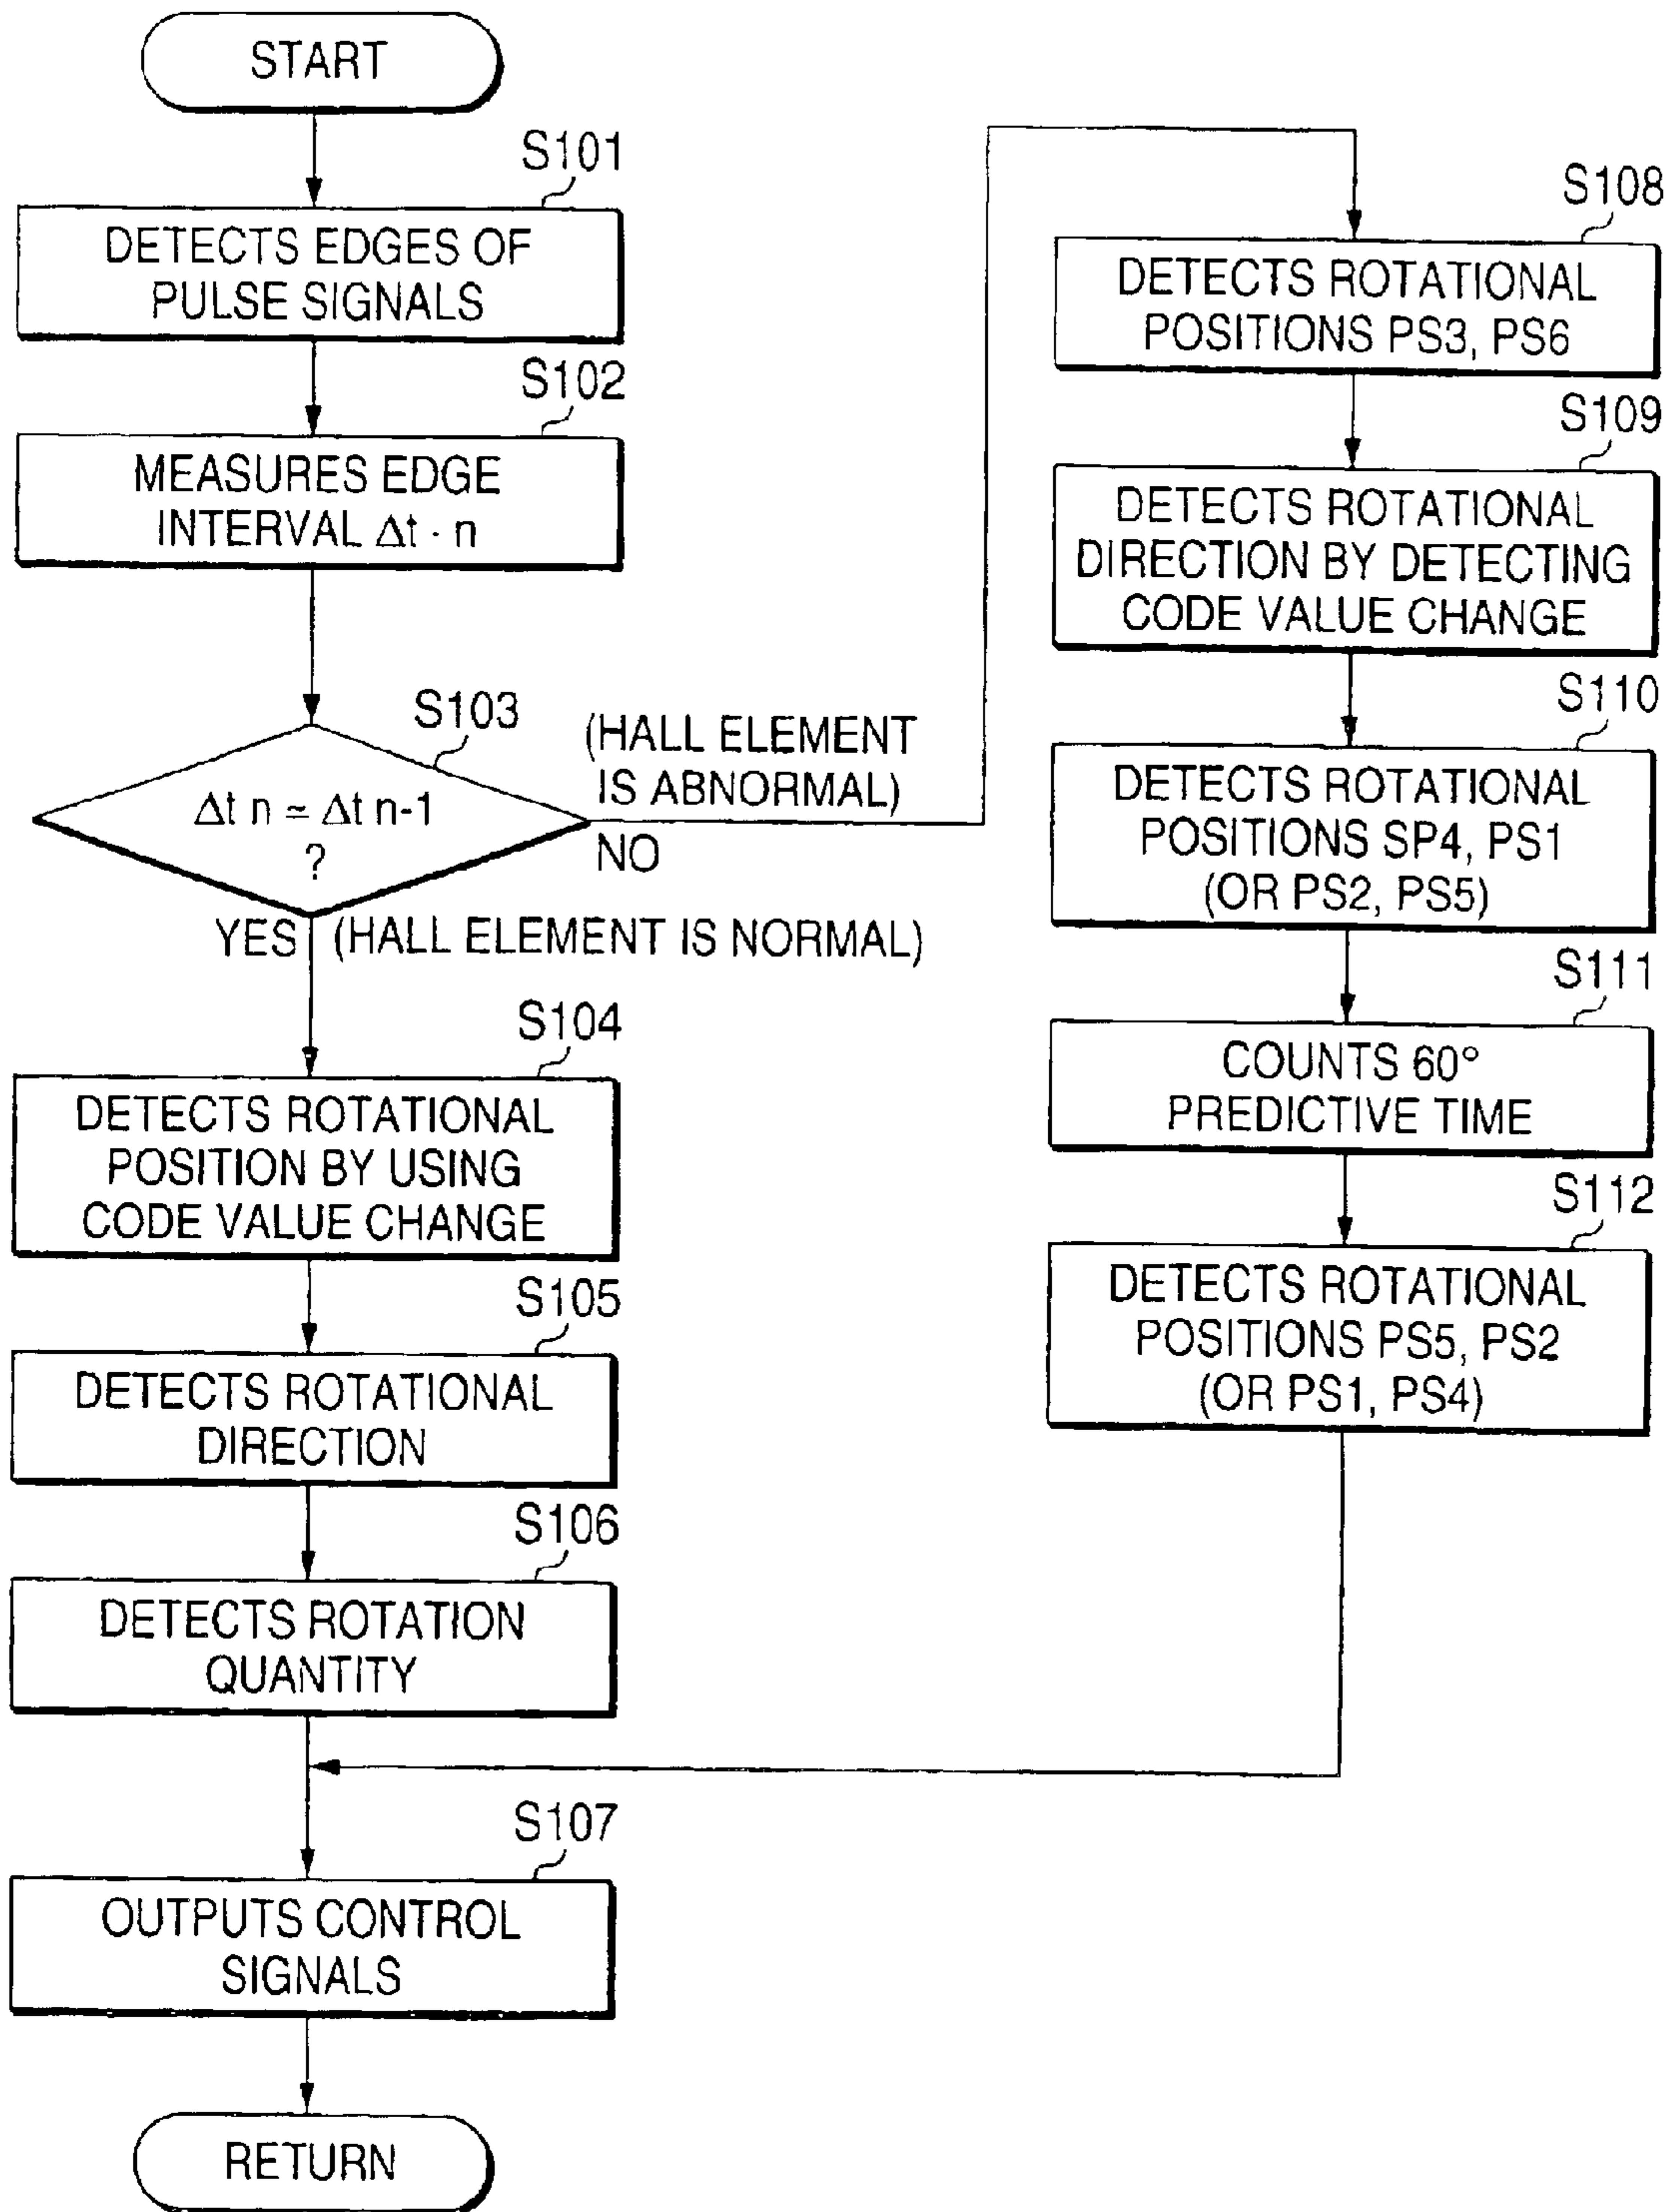 START
S101
DETECTS EDGES OF
PULSE SIGNALS
S102
MEASURES EDGE
INTERVAL Δt · n
S103
Δt n ≃ Δt n-1
?
(HALL ELEMENT
IS ABNORMAL)
NO
YES (HALL ELEMENT IS NORMAL)
S104
DETECTS ROTATIONAL
POSITION BY USING
CODE VALUE CHANGE
S105
DETECTS ROTATIONAL
DIRECTION
S106
DETECTS ROTATION
QUANTITY
S107
OUTPUTS CONTROL
SIGNALS
RETURN
S108
DETECTS ROTATIONAL
POSITIONS PS3, PS6
S109
DETECTS ROTATIONAL
DIRECTION BY DETECTING
CODE VALUE CHANGE
S110
DETECTS ROTATIONAL
POSITIONS SP4, PS1
(OR PS2, PS5)
S111
COUNTS 60°
PREDICTIVE TIME
S112
DETECTS ROTATIONAL
POSITIONS PS5, PS2
(OR PS1, PS4)